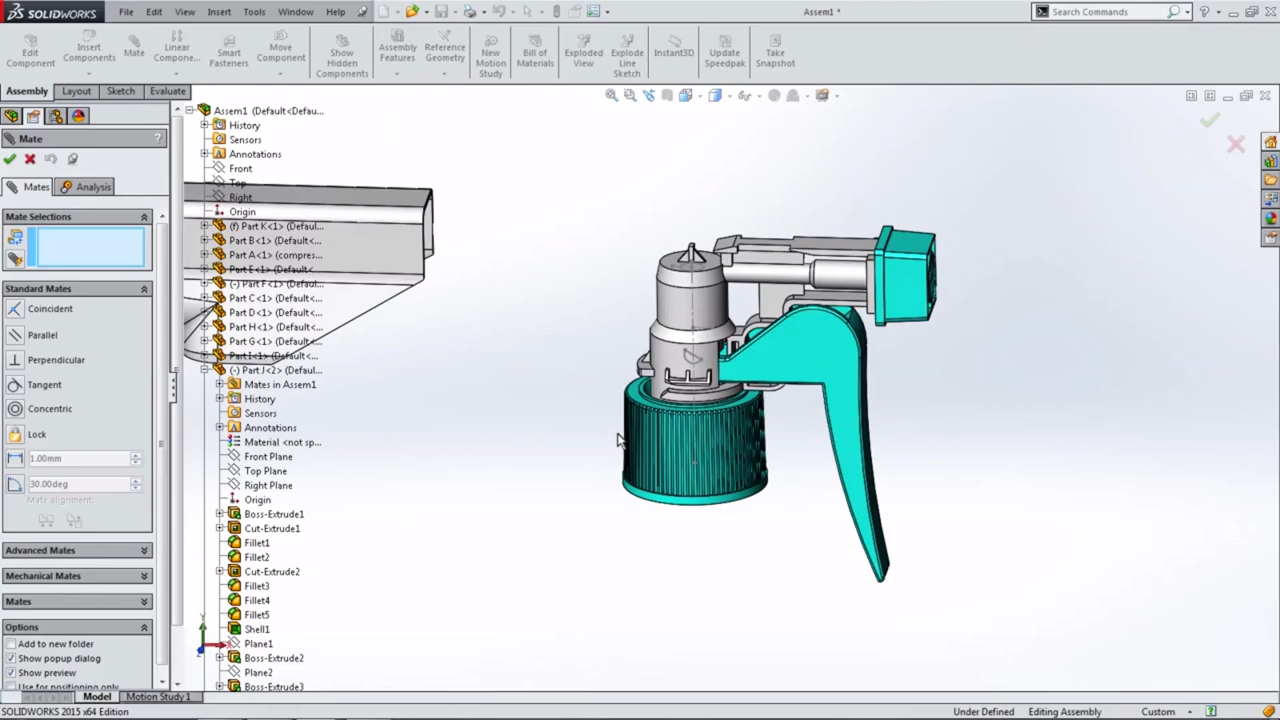 SOLIDWORKS File Edit View Insert Tools Window Help Assem1 * Search Commands
Edit Component
Insert Components
Mate
Linear Compone...
Smart Fasteners
Move Component
Show Hidden Components
Assembly Features
Reference Geometry
New Motion Study
Bill of Materials
Exploded View
Explode Line Sketch
Instant3D
Update Speedpak
Take Snapshot
Assembly Layout Sketch Evaluate
Mate ?
Mates Analysis
Mate Selections
Standard Mates
Coincident
Parallel
Perpendicular
Tangent
Concentric
Lock
1.00mm
30.00deg
Mate alignment:
Advanced Mates
Mechanical Mates
Mates
Options
Add to new folder
Show popup dialog
Show preview
Use for positioning only
Assem1 (Default<Defau...
History
Sensors
Annotations
Front
Top
Right
Origin
(f) Part K<1> (Defaul...
Part B<1> (Default<...
Part A<1> (compres...
Part E<1> (Default<...
(-) Part F<1> (Defaul...
Part C<1> (Default<...
Part D<1> (Default<...
Part H<1> (Default<...
Part G<1> (Default<...
Part I<1> (Default<...
(-) Part J<2> (Defaul...
Mates in Assem1
History
Sensors
Annotations
Material <not sp...
Front Plane
Top Plane
Right Plane
Origin
Boss-Extrude1
Cut-Extrude1
Fillet1
Fillet2
Cut-Extrude2
Fillet3
Fillet4
Fillet5
Shell1
Plane1
Boss-Extrude2
Plane2
Boss-Extrude3
Y
Model Motion Study 1
SOLIDWORKS 2015 x64 Edition Under Defined Editing Assembly Custom